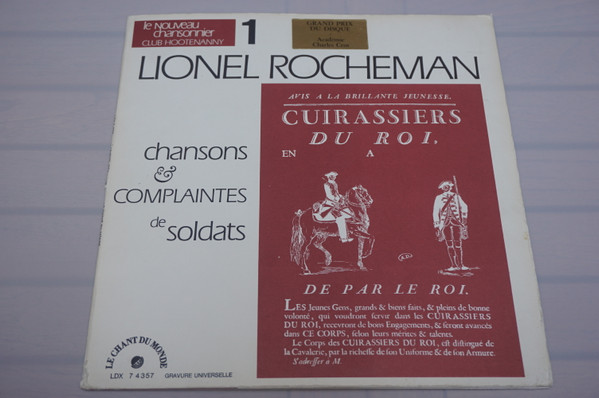 le NOUVEAU
chansonnier
CLUB HOOTENANNY
1
GRAND PRIX
DU DISQUE
Académie
Charles Cros
LIONEL ROCHEMAN
chansons
&
COMPLAINTES
de soldats
AVIS A LA BRILLANTE JEUNESSE.
CUIRASSIERS
DU ROI.
EN A
DE PAR LE ROI.
LES Jeunes Gens, grands & bien faits, & pleins de bonne
volonté, qui voudront servir dans les CUIRASSIERS
DU ROI, recevront de bons Engagements, & seront avancés
dans CE CORPS, selon leurs mérites & talents.
Le Corps des CUIRASSIERS DU ROI, est distingué de
la Cavalerie, par la richesse de son Uniforme & de son Armure.
S'adresser à M.
LE CHANT DU MONDE
LDX 7 4357 GRAVURE UNIVERSELLE